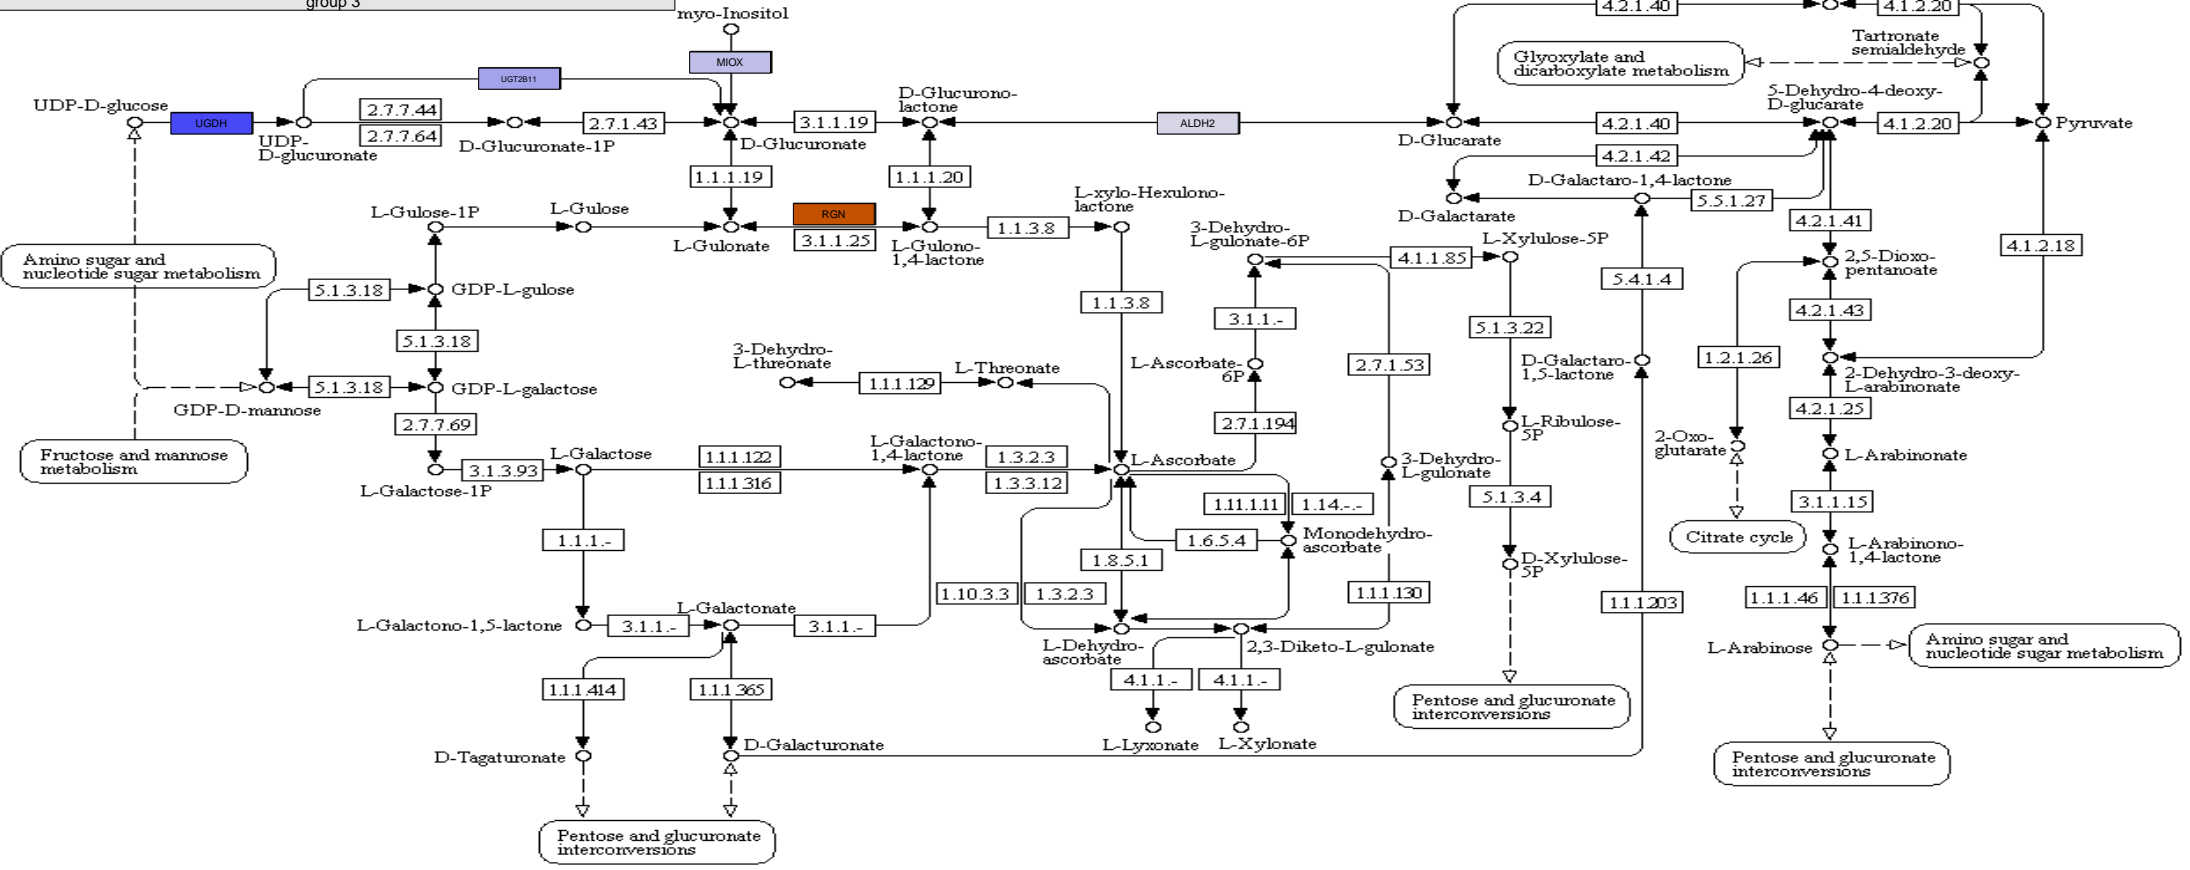 group 3
myo-Inositol
4.2.1.40
4.1.2.20
MIOX
Tartronate
semialdehyde
Glyoxylate and
dicarboxylate metabolism
UGT2B11
UDP-D-glucose
UGDH
UDP-
D-glucuronate
2.7.7.44
2.7.7.64
D-Glucuronate-1P
2.7.1.43
D-Glucuronate
3.1.1.19
D-Glucurono-
lactone
ALDH2
D-Glucarate
4.2.1.40
5-Dehydro-4-deoxy-
D-glucarate
4.1.2.20
Pyruvate
4.2.1.42
1.1.1.19
1.1.1.20
D-Galactaro-1,4-lactone
5.5.1.27
D-Galactarate
L-Gulose-1P
L-Gulose
L-Gulonate
RGN
3.1.1.25
L-Gulono-
1,4-lactone
1.1.3.8
L-xylo-Hexulono-
lactone
3-Dehydro-
L-gulonate-6P
4.1.1.85
L-Xylulose-5P
4.2.1.41
4.1.2.18
Amino sugar and
nucleotide sugar metabolism
5.1.3.18
GDP-L-gulose
1.1.3.8
3.1.1.-
5.4.1.4
2,5-Dioxo-
pentanoate
5.1.3.18
5.1.3.22
4.2.1.43
3-Dehydro-
L-threonate
1.1.1.129
L-Threonate
L-Ascorbate-
6P
2.7.1.53
D-Galactaro-
1,5-lactone
1.2.1.26
2-Dehydro-3-deoxy-
L-arabinonate
5.1.3.18
GDP-L-galactose
GDP-D-mannose
2.7.7.69
2.7.1.194
4.2.1.25
Fructose and mannose
metabolism
L-Galactose-1P
3.1.3.93
L-Galactose
1.1.1.122
1.1.1.316
L-Galactono-
1,4-lactone
1.3.2.3
1.3.3.12
L-Ascorbate
3-Dehydro-
L-gulonate
L-Ribulose-
5P
2-Oxo-
glutarate
L-Arabinonate
1.11.1.11
1.14.-.-
5.1.3.4
3.1.1.15
1.1.1.-
1.6.5.4
Monodehydro-
ascorbate
1.8.5.1
Citrate cycle
L-Arabinono-
1,4-lactone
D-Xylulose-
5P
1.10.3.3
1.3.2.3
1.1.1.130
1.1.1.203
1.1.1.46
1.1.1.376
L-Galactono-1,5-lactone
3.1.1.-
L-Galactonate
3.1.1.-
L-Dehydro-
ascorbate
2,3-Diketo-L-gulonate
L-Arabinose
Amino sugar and
nucleotide sugar metabolism
1.1.1.414
1.1.1.365
4.1.1.-
4.1.1.-
Pentose and glucuronate
interconversions
L-Lyxonate
L-Xylonate
D-Tagaturonate
D-Galacturonate
Pentose and glucuronate
interconversions
Pentose and glucuronate
interconversions